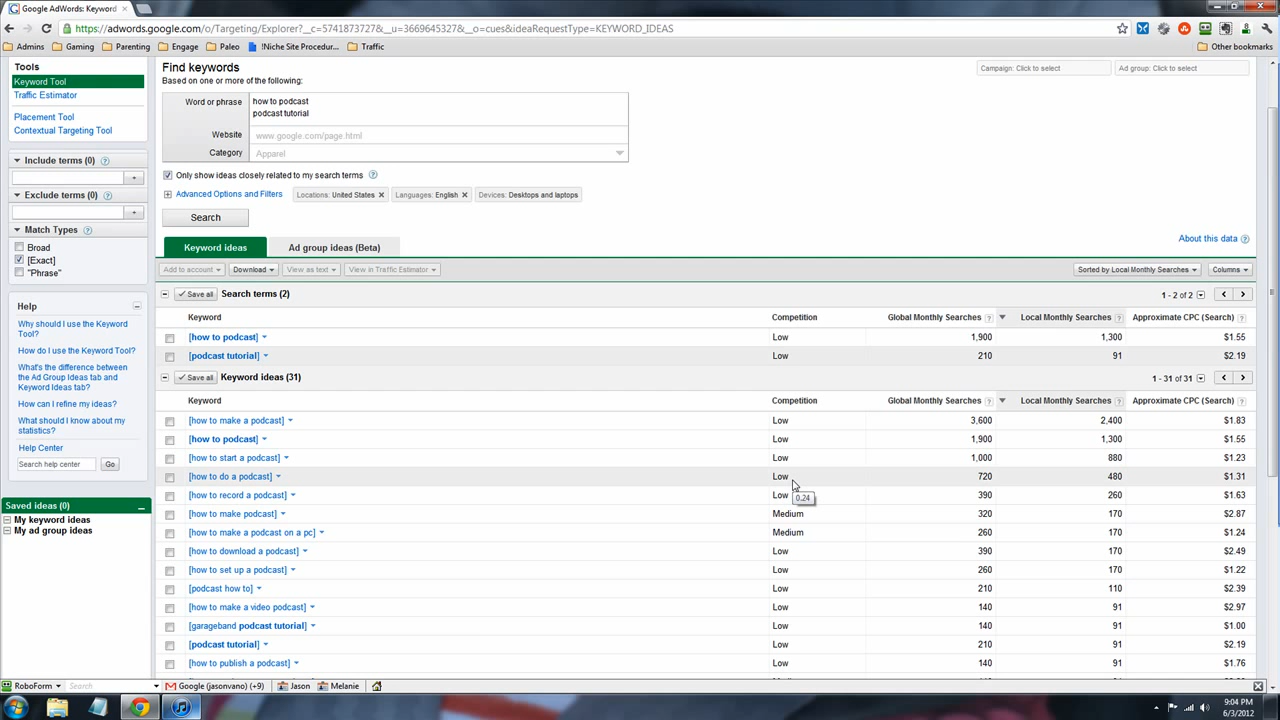 Google AdWords: Keyword
https://adwords.google.com/o/Targeting/Explorer?__c=5741873727&__u=3669645327&__o=cues&ideaRequestType=KEYWORD_IDEAS
Admins Gaming Parenting Engage Paleo !Niche Site Procedur... Traffic Other bookmarks
Tools
Keyword Tool
Traffic Estimator
Placement Tool
Contextual Targeting Tool
Include terms (0)
Exclude terms (0)
Match Types
Broad
[Exact]
"Phrase"
Help
Why should I use the Keyword
Tool?
How do I use the Keyword Tool?
What's the difference between
the Ad Group Ideas tab and
Keyword Ideas tab?
How can I refine my ideas?
What should I know about my
statistics?
Help Center
Search help center Go
Saved ideas (0)
My keyword ideas
My ad group ideas
Find keywords
Based on one or more of the following:
Campaign: Click to select Ad group: Click to select
Word or phrase how to podcast
podcast tutorial
Website www.google.com/page.html
Category Apparel
Only show ideas closely related to my search terms
Advanced Options and Filters Locations: United States Languages: English Devices: Desktops and laptops
Search
Keyword ideas Ad group ideas (Beta) About this data
Add to account Download View as text View in Traffic Estimator Sorted by Local Monthly Searches Columns
Save all Search terms (2) 1 - 2 of 2
Keyword Competition Global Monthly Searches Local Monthly Searches Approximate CPC (Search)
[how to podcast] Low 1,900 1,300 $1.55
[podcast tutorial] Low 210 91 $2.19
Save all Keyword ideas (31) 1 - 31 of 31
Keyword Competition Global Monthly Searches Local Monthly Searches Approximate CPC (Search)
[how to make a podcast] Low 3,600 2,400 $1.83
[how to podcast] Low 1,900 1,300 $1.55
[how to start a podcast] Low 1,000 880 $1.23
[how to do a podcast] Low 720 480 $1.31
[how to record a podcast] Low 390 260 $1.63
0.24
[how to make podcast] Medium 320 170 $2.87
[how to make a podcast on a pc] Medium 260 170 $1.24
[how to download a podcast] Low 390 170 $2.49
[how to set up a podcast] Low 260 170 $1.22
[podcast how to] Low 210 110 $2.39
[how to make a video podcast] Low 140 91 $2.97
[garageband podcast tutorial] Low 140 91 $1.00
[podcast tutorial] Low 210 91 $2.19
[how to publish a podcast] Low 140 91 $1.76
RoboForm Search Google (jasonvano) (+9) Jason Melanie
9:04 PM
6/3/2012